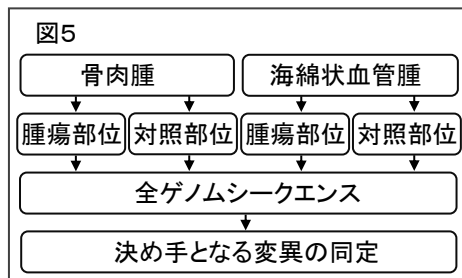 図5
骨肉腫 海綿状血管腫
腫瘍部位 対照部位 腫瘍部位 対照部位
全ゲノムシークエンス
決め手となる変異の同定